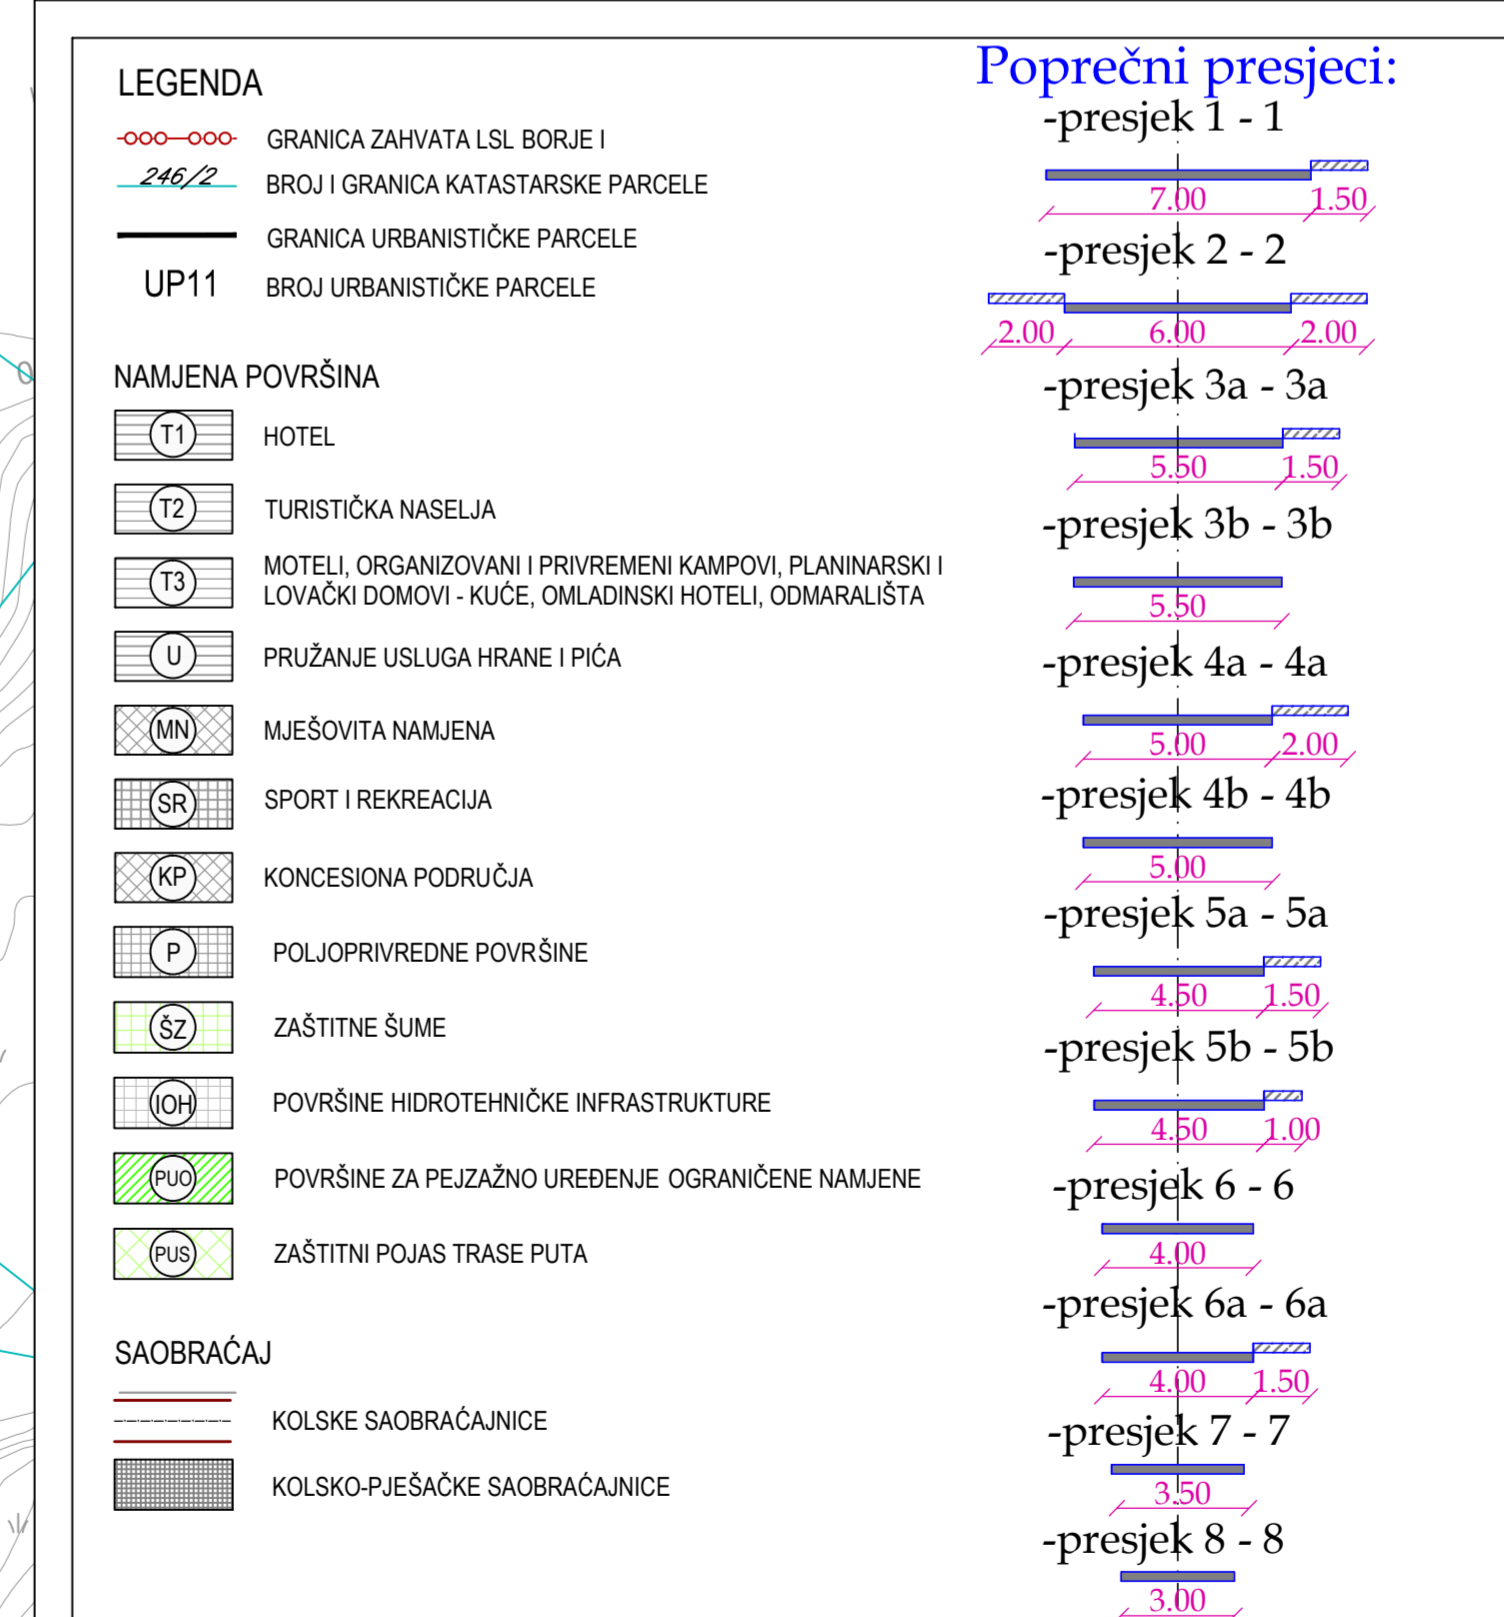 LEGENDA
GRANICA ZAHVATA LSL BORJE I
246/2
BROJ I GRANICA KATASTARSKE PARCELE
GRANICA URBANISTIČKE PARCELE
UP11
BROJ URBANISTIČKE PARCELE
NAMJENA POVRŠINA
T1
HOTEL
T2
TURISTIČKA NASELJA
T3
MOTELI, ORGANIZOVANI I PRIVREMENI KAMPOVI, PLANINARSKI I
LOVAČKI DOMOVI - KUĆE, OMLADINSKI HOTELI, ODMARALIŠTA
U
PRUŽANJE USLUGA HRANE I PIĆA
MN
MJEŠOVITA NAMJENA
SR
SPORT I REKREACIJA
KP
KONCESIONA PODRUČJA
P
POLJOPRIVREDNE POVRŠINE
ŠZ
ZAŠTITNE ŠUME
IOH
POVRŠINE HIDROTEHNIČKE INFRASTRUKTURE
PUO
POVRŠINE ZA PEJZAŽNO UREĐENJE OGRANIČENE NAMJENE
PUS
ZAŠTITNI POJAS TRASE PUTA
SAOBRAĆAJ
KOLSKE SAOBRAĆAJNICE
KOLSKO-PJEŠAČKE SAOBRAĆAJNICE
Poprečni presjeci:
-presjek 1 - 1
7.00 1.50
-presjek 2 - 2
2.00 6.00 2.00
-presjek 3a - 3a
5.50 1.50
-presjek 3b - 3b
5.50
-presjek 4a - 4a
5.00 2.00
-presjek 4b - 4b
5.00
-presjek 5a - 5a
4.50 1.50
-presjek 5b - 5b
4.50 1.00
-presjek 6 - 6
4.00
-presjek 6a - 6a
4.00 1.50
-presjek 7 - 7
3.50
-presjek 8 - 8
3.00